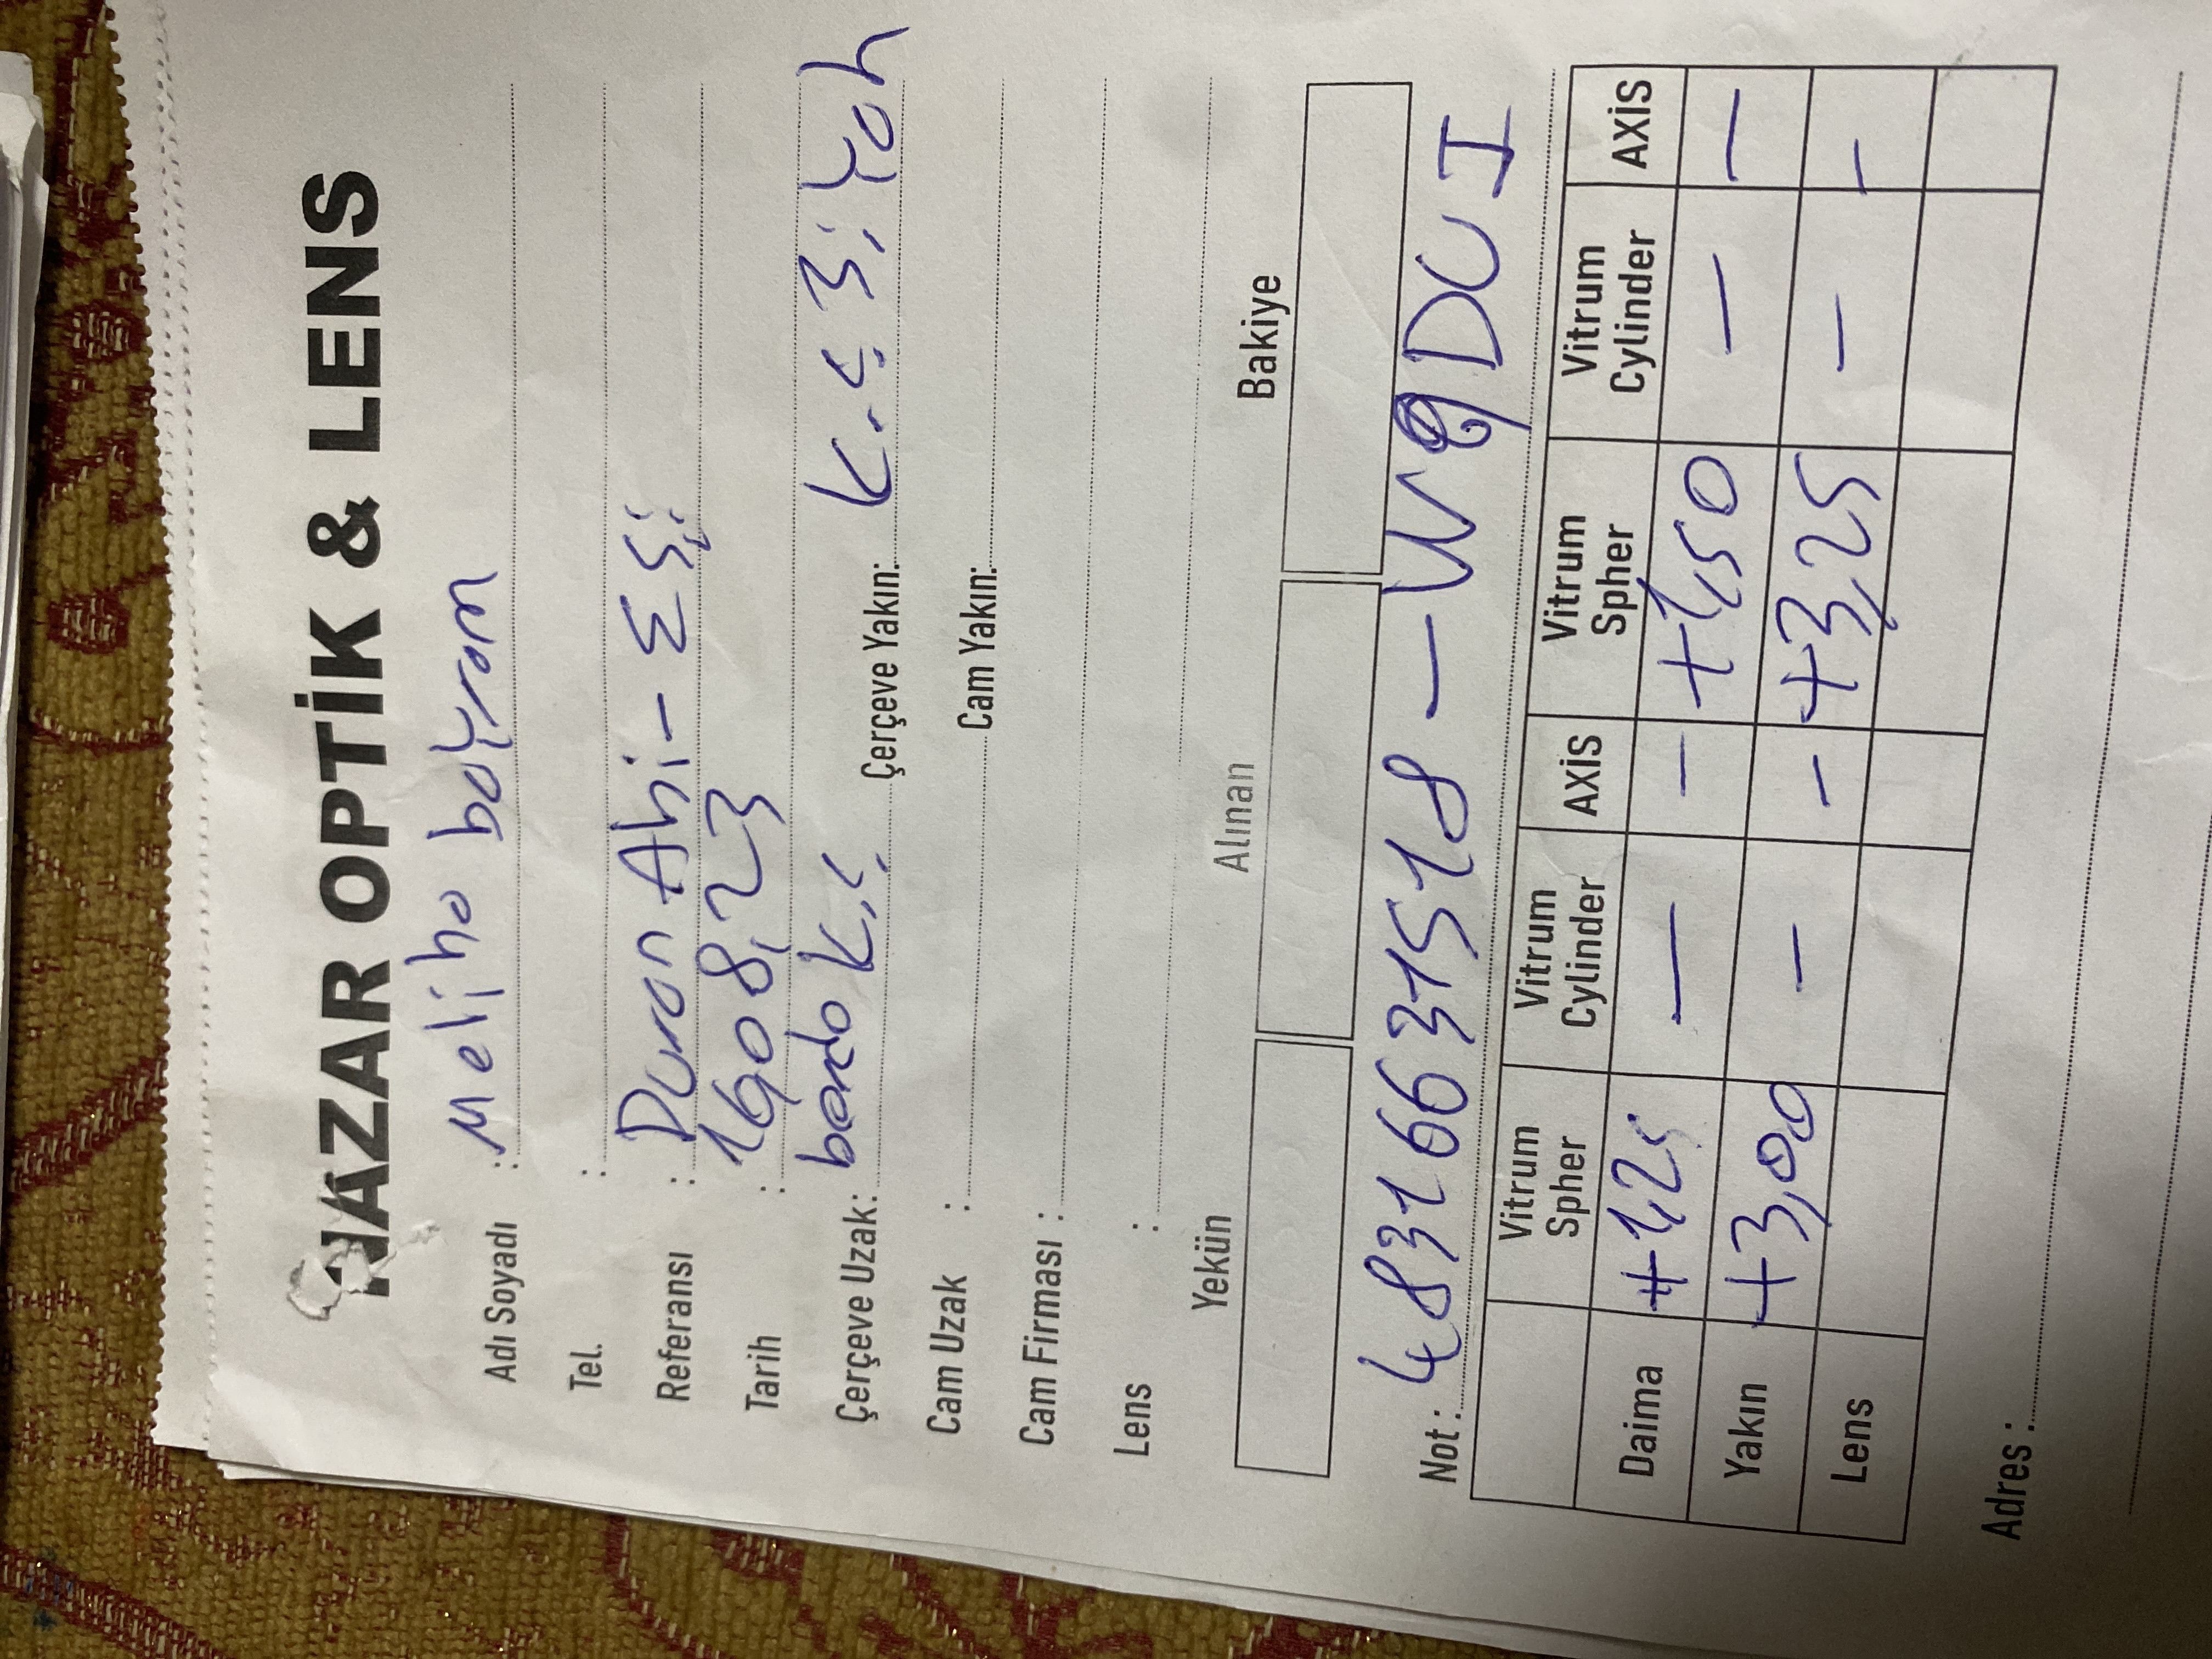 NAZAR OPTİK & LENS
Adı Soyadı : Meliha bayram
Tel. :
Referansı : Duran Abi - Eşi
Tarih : 16,08,23
Çerçeve Uzak: bordo K.Ç. Çerçeve Yakın: K.Ç. Siyah
Cam Uzak : Cam Yakın:
Cam Firması :
Lens :
Yekün Alınan Bakiye
Not : 48316631518 - W9DUI
Vitrum Spher Vitrum Cylinder AXİS Vitrum Spher Vitrum Cylinder AXİS
Daima +1,25 — — +1,50 — —
Yakın +3,00 — — +3,25 — —
Lens
Adres :